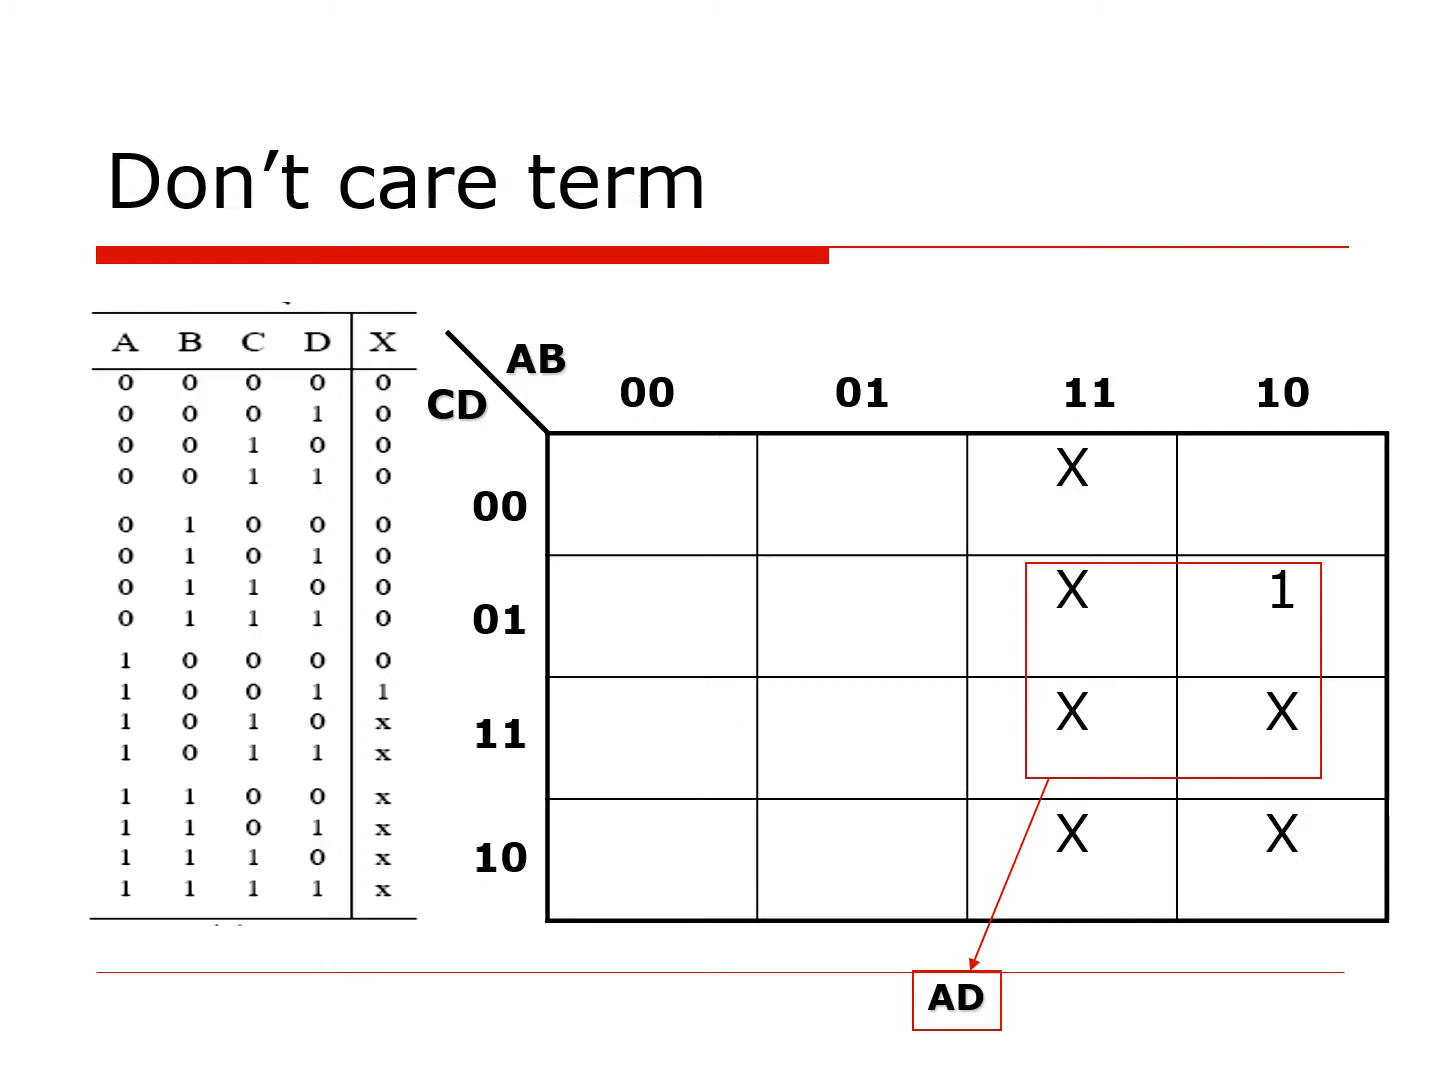 Don't care term
A B C D X
0 0 0 0 0
0 0 0 1 0
0 0 1 0 0
0 0 1 1 0
0 1 0 0 0
0 1 0 1 0
0 1 1 0 0
0 1 1 1 0
1 0 0 0 0
1 0 0 1 1
1 0 1 0 x
1 0 1 1 x
1 1 0 0 x
1 1 0 1 x
1 1 1 0 x
1 1 1 1 x
AB
CD
00 01 11 10
00 X
01 X 1
11 X X
10 X X
AD